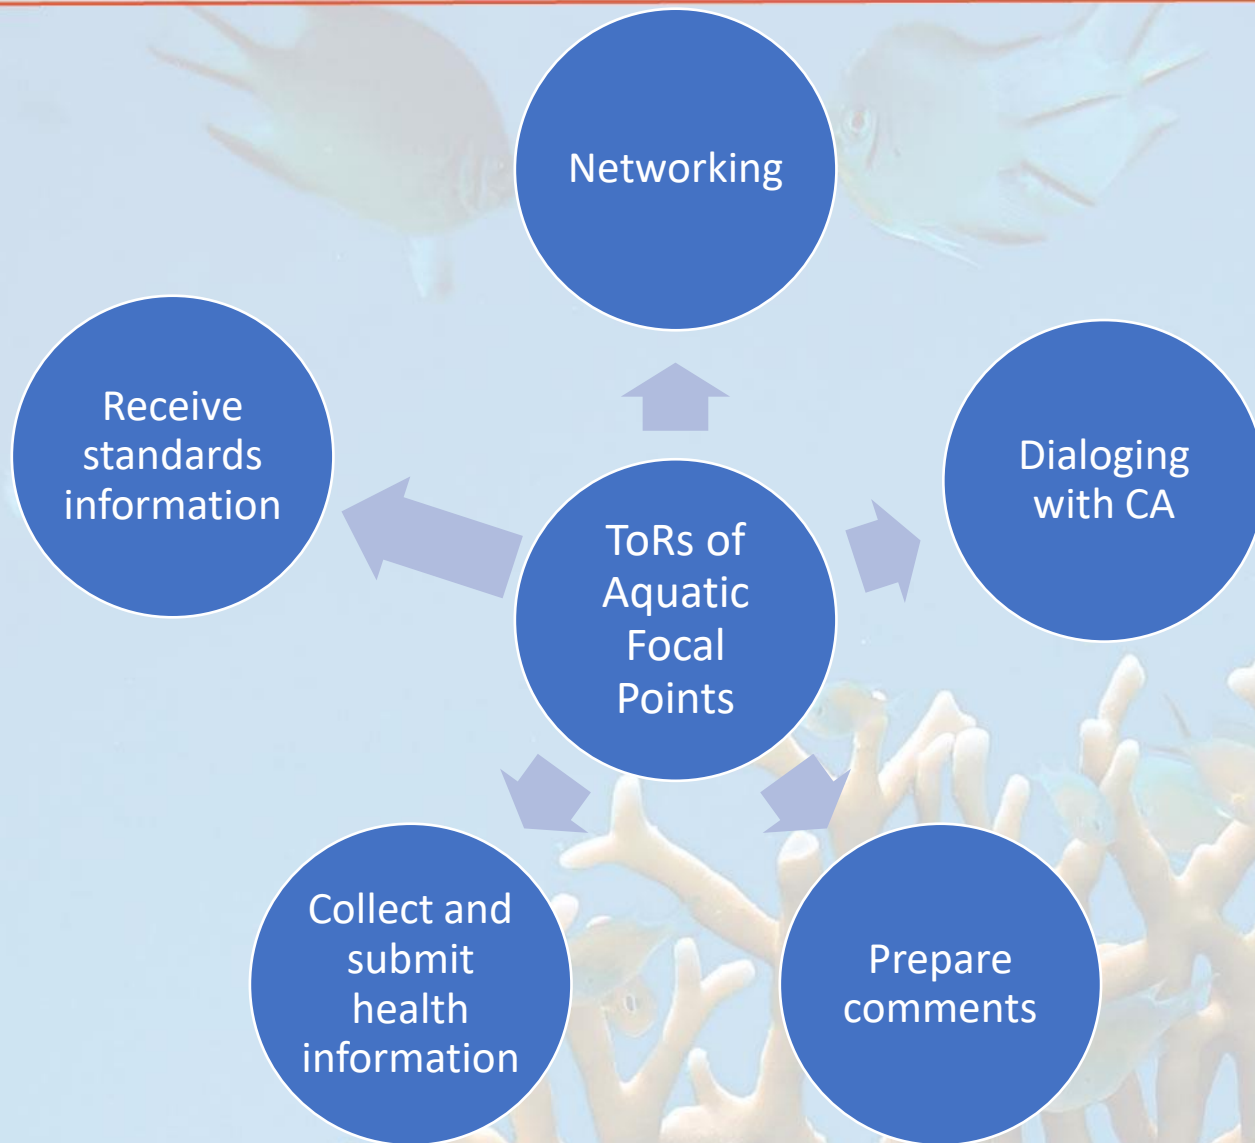 Networking
Receive
standards
information
Dialoging
with CA
ToRs of
Aquatic
Focal
Points
Collect and
submit
health
information
Prepare
comments